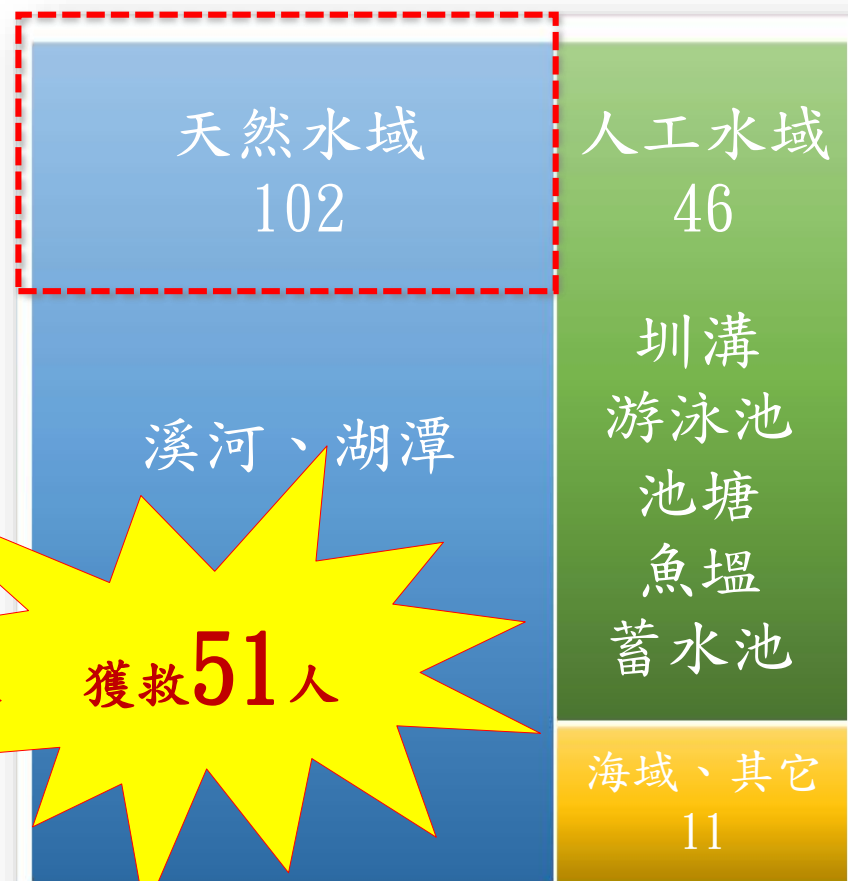 天然水域
102
溪河、湖潭
獲救51人
人工水域
46
圳溝
游泳池
池塘
魚塭
蓄水池
海域、其它
11